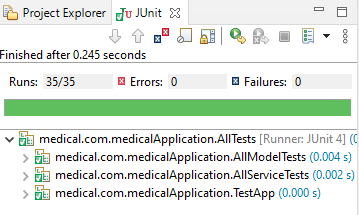 Project Explorer JUnit
Finished after 0.245 seconds
Runs: 35/35 Errors: 0 Failures: 0
medical.com.medicalApplication.AllTests [Runner: JUnit 4] (0.004 s)
medical.com.medicalApplication.AllModelTests (0.004 s)
medical.com.medicalApplication.AllServiceTests (0.002 s)
medical.com.medicalApplication.TestApp (0.000 s)